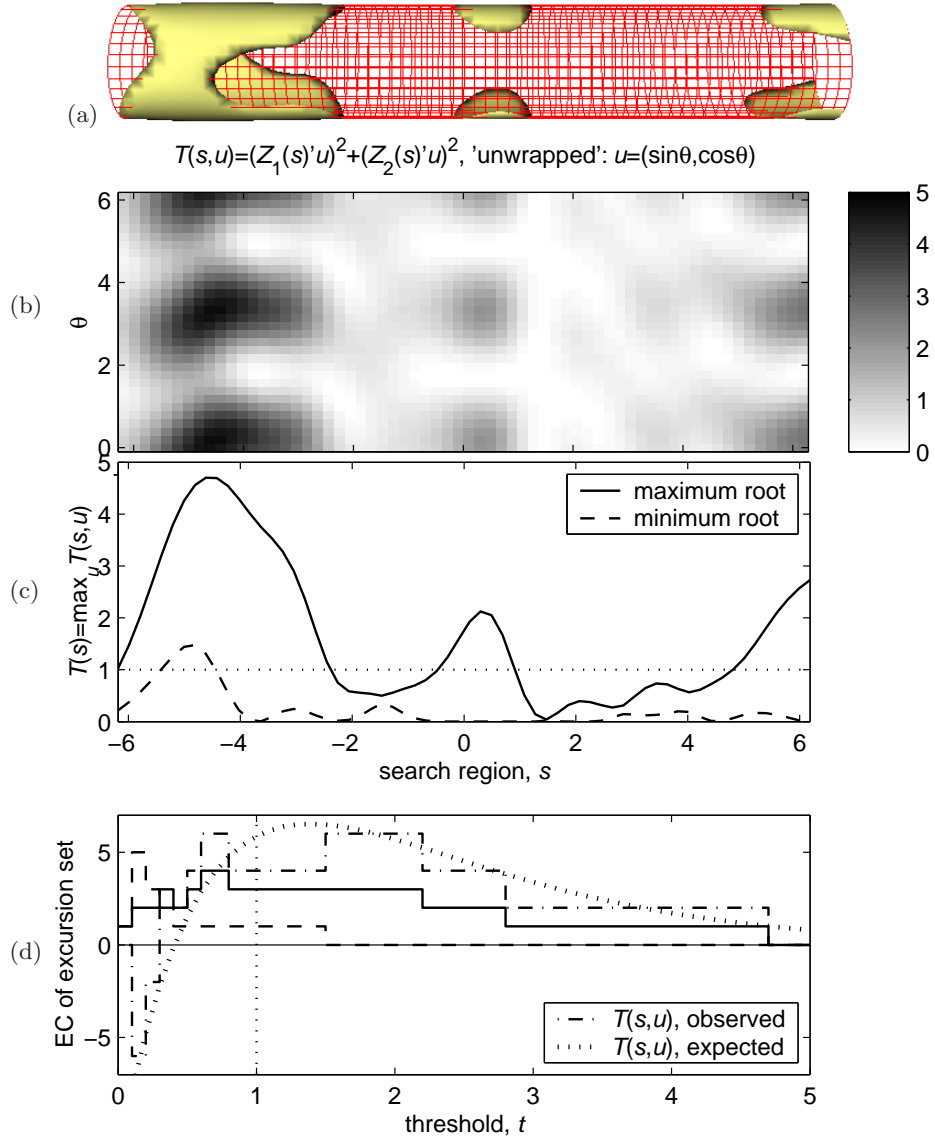 (a)
T(s,u)=(Z₁(s)'u)²+(Z₂(s)'u)², 'unwrapped': u=(sinθ,cosθ)
(b)
θ
6
4
2
0
5
4
3
2
1
0
(c)
T(s)=maxᵤ T(s,u)
5
4
3
2
1
0
maximum root
minimum root
−6
−4
−2
0
2
4
6
search region, s
(d)
EC of excursion set
5
0
−5
T(s,u), observed
T(s,u), expected
0
1
2
3
4
5
threshold, t